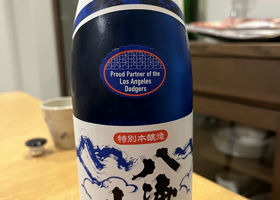 Proud Partner of the
Los Angeles
Dodgers
特別本醸造
八海